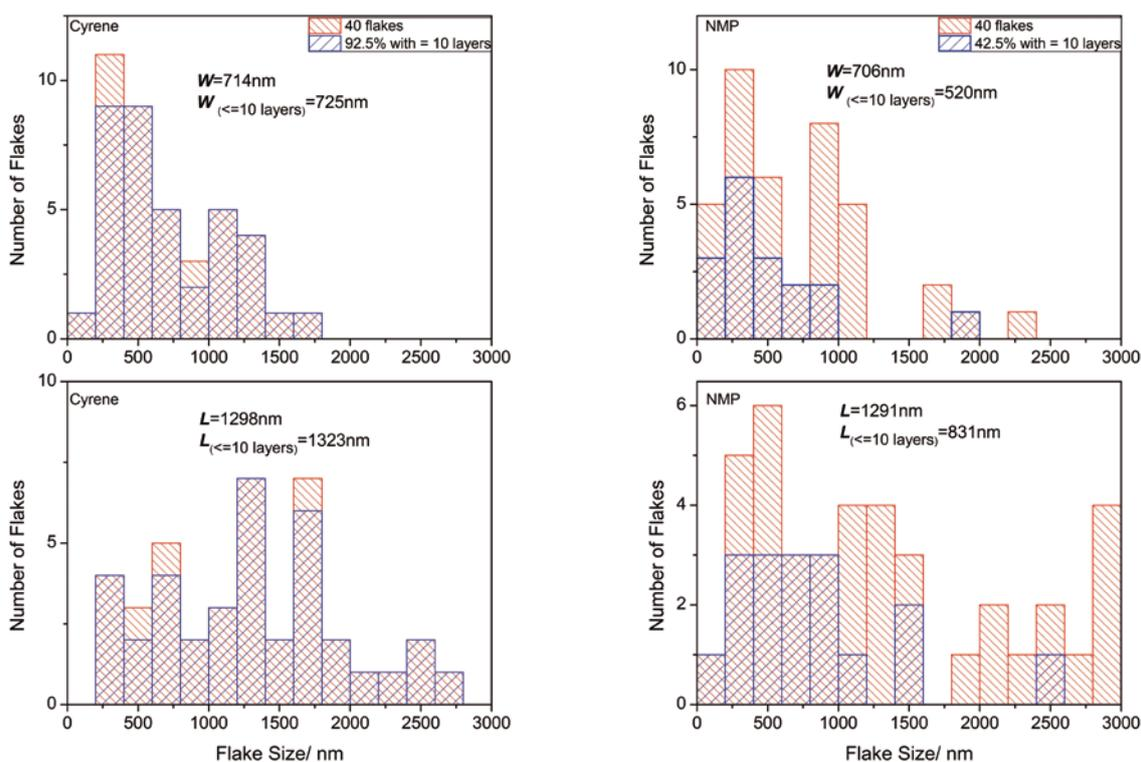 Cyrene
40 flakes
92.5% with = 10 layers
W=714nm
W (<=10 layers)=725nm
Number of Flakes
10
5
0
0 500 1000 1500 2000 2500 3000
NMP
40 flakes
42.5% with = 10 layers
W=706nm
W (<=10 layers)=520nm
Number of Flakes
10
5
0
0 500 1000 1500 2000 2500 3000
Cyrene
L=1298nm
L(<=10 layers)=1323nm
Number of Flakes
10
5
0
0 500 1000 1500 2000 2500 3000
Flake Size/ nm
NMP
L=1291nm
L(<=10 layers)=831nm
Number of Flakes
6
4
2
0
0 500 1000 1500 2000 2500 3000
Flake Size/ nm